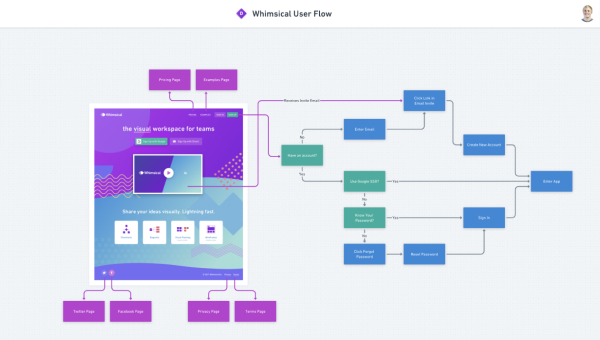 Whimsical User Flow
Pricing Page
Examples Page
Receives Invite Email
Click Link in
Email Invite
Whimsical
the visual workspace for teams
No
Enter Email
Have an account?
Create New Account
Yes
Use Google SSO?
Yes
Enter App
Whimsical
No
Know Your
Password?
Yes
Sign In
Share your ideas visually. Lightning fast.
No
Click Forgot
Password
Reset Password
Twitter Page
Facebook Page
Privacy Page
Terms Page